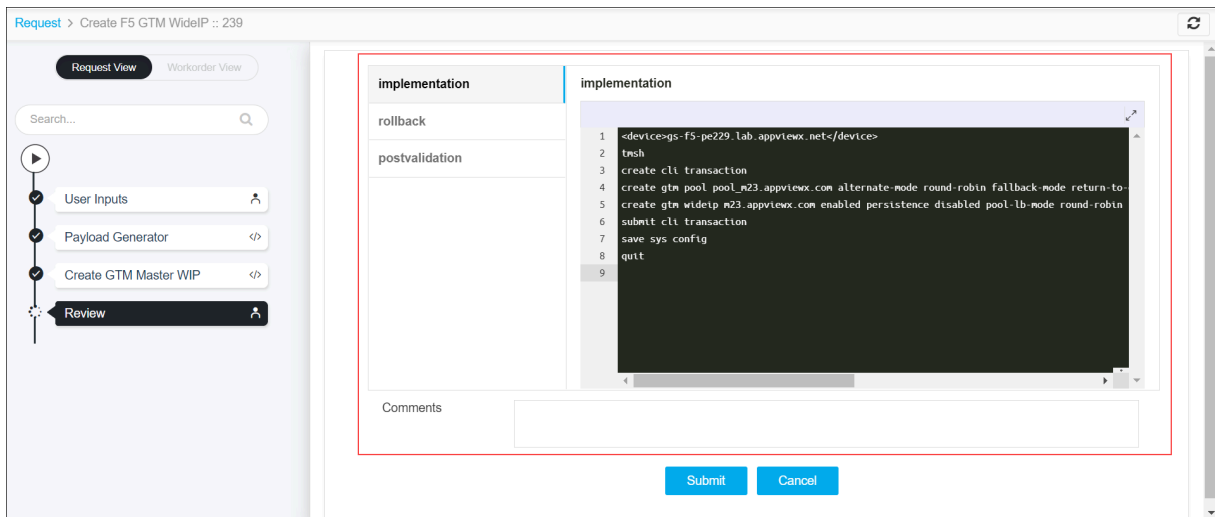 Request > Create F5 GTM WideIP :: 239
Request View
Workorder View
Search...
User Inputs
Payload Generator
</>
Create GTM Master WIP
</>
Review
implementation
rollback
postvalidation
implementation
1 <device>gs-f5-pe229.lab.appviewx.net</device>
2 tmsh
3 create cli transaction
4 create gtm pool pool_m23.appviewx.com alternate-mode round-robin fallback-mode return-to-
5 create gtm wideip m23.appviewx.com enabled persistence disabled pool-lb-mode round-robin
6 submit cli transaction
7 save sys config
8 quit
9
Comments
Submit
Cancel